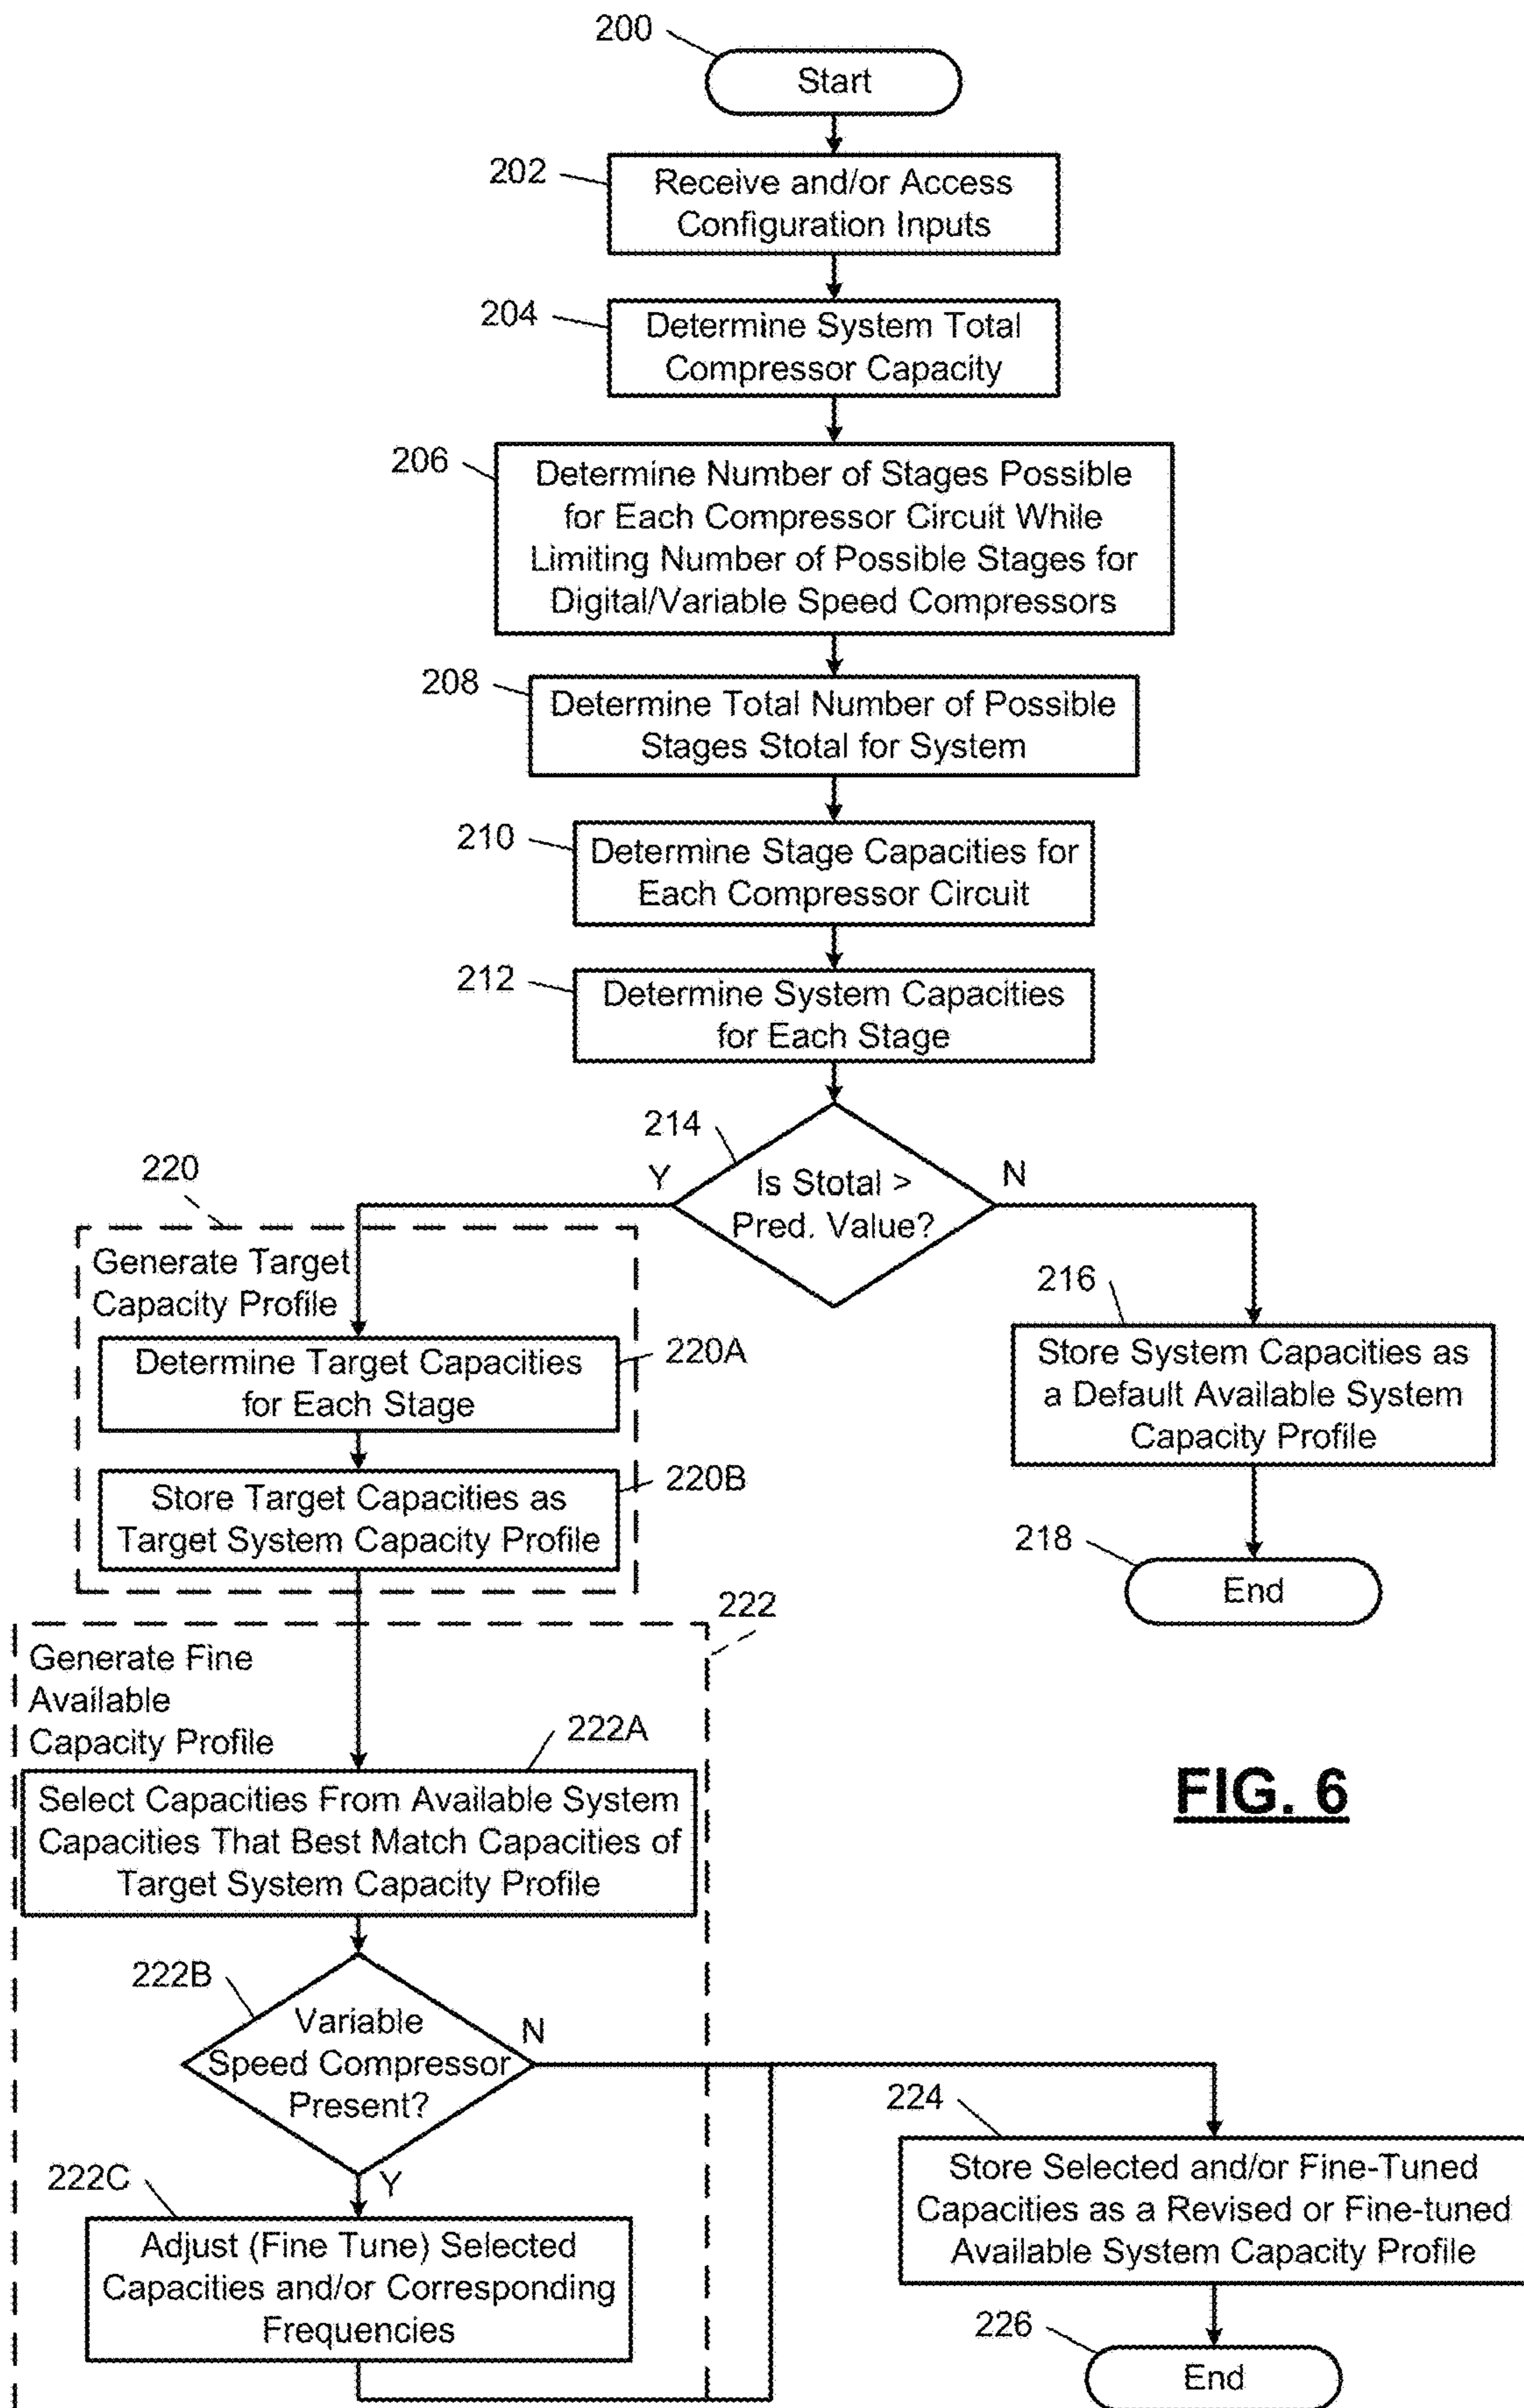 200
Start
202
Receive and/or Access
Configuration Inputs
204
Determine System Total
Compressor Capacity
206
Determine Number of Stages Possible
for Each Compressor Circuit While
Limiting Number of Possible Stages for
Digital/Variable Speed Compressors
208
Determine Total Number of Possible
Stages Stotal for System
210
Determine Stage Capacities for
Each Compressor Circuit
212
Determine System Capacities
for Each Stage
214
Is Stotal >
Pred. Value?
Y
N
220
Generate Target
Capacity Profile
Determine Target Capacities
for Each Stage
220A
Store Target Capacities as
Target System Capacity Profile
220B
216
Store System Capacities as
a Default Available System
Capacity Profile
218
End
222
Generate Fine
Available
Capacity Profile
222A
Select Capacities From Available System
Capacities That Best Match Capacities of
Target System Capacity Profile
FIG. 6
222B
Variable
Speed Compressor
Present?
N
Y
222C
Adjust (Fine Tune) Selected
Capacities and/or Corresponding
Frequencies
224
Store Selected and/or Fine-Tuned
Capacities as a Revised or Fine-tuned
Available System Capacity Profile
226
End